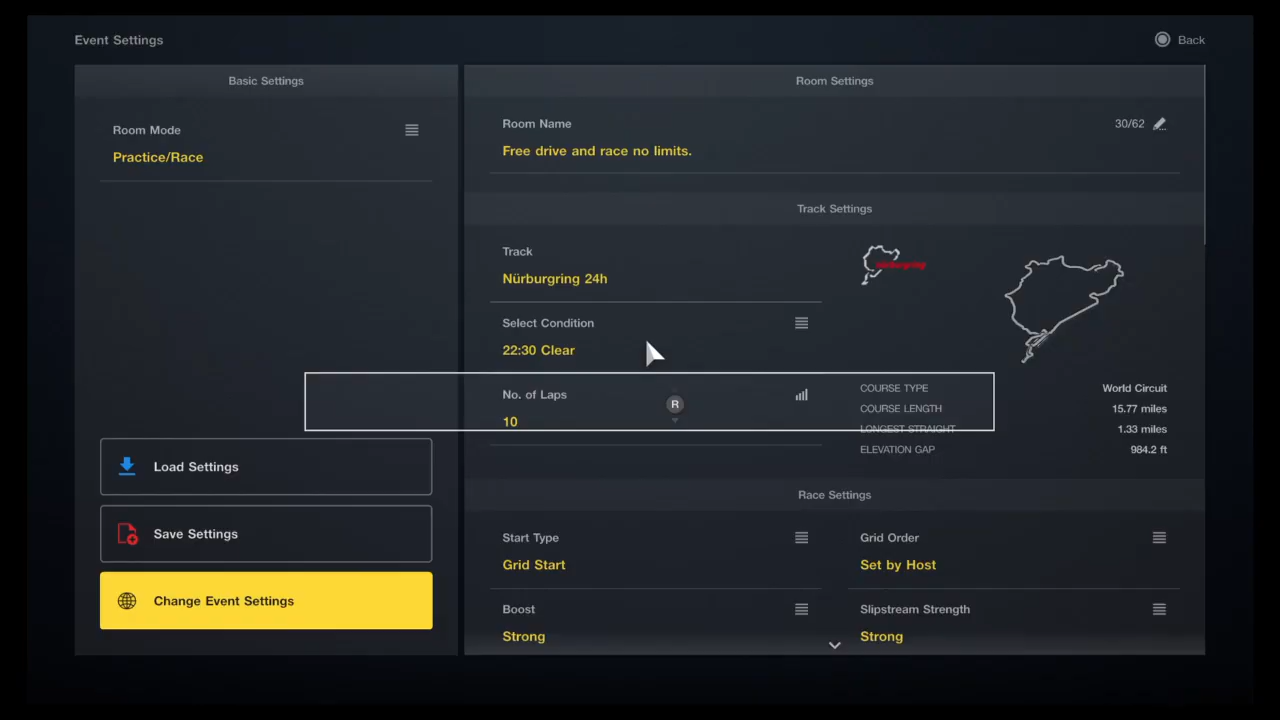 Event Settings
Back
Basic Settings
Room Mode
Practice/Race
Load Settings
Save Settings
Change Event Settings
Room Settings
Room Name
30/62
Free drive and race no limits.
Track Settings
Track
Nürburgring 24h
nürburgring
Select Condition
22:30 Clear
No. of Laps
10
R
COURSE TYPE World Circuit
COURSE LENGTH 15.77 miles
LONGEST STRAIGHT 1.33 miles
ELEVATION GAP 984.2 ft
Race Settings
Start Type
Grid Start
Grid Order
Set by Host
Boost
Strong
Slipstream Strength
Strong